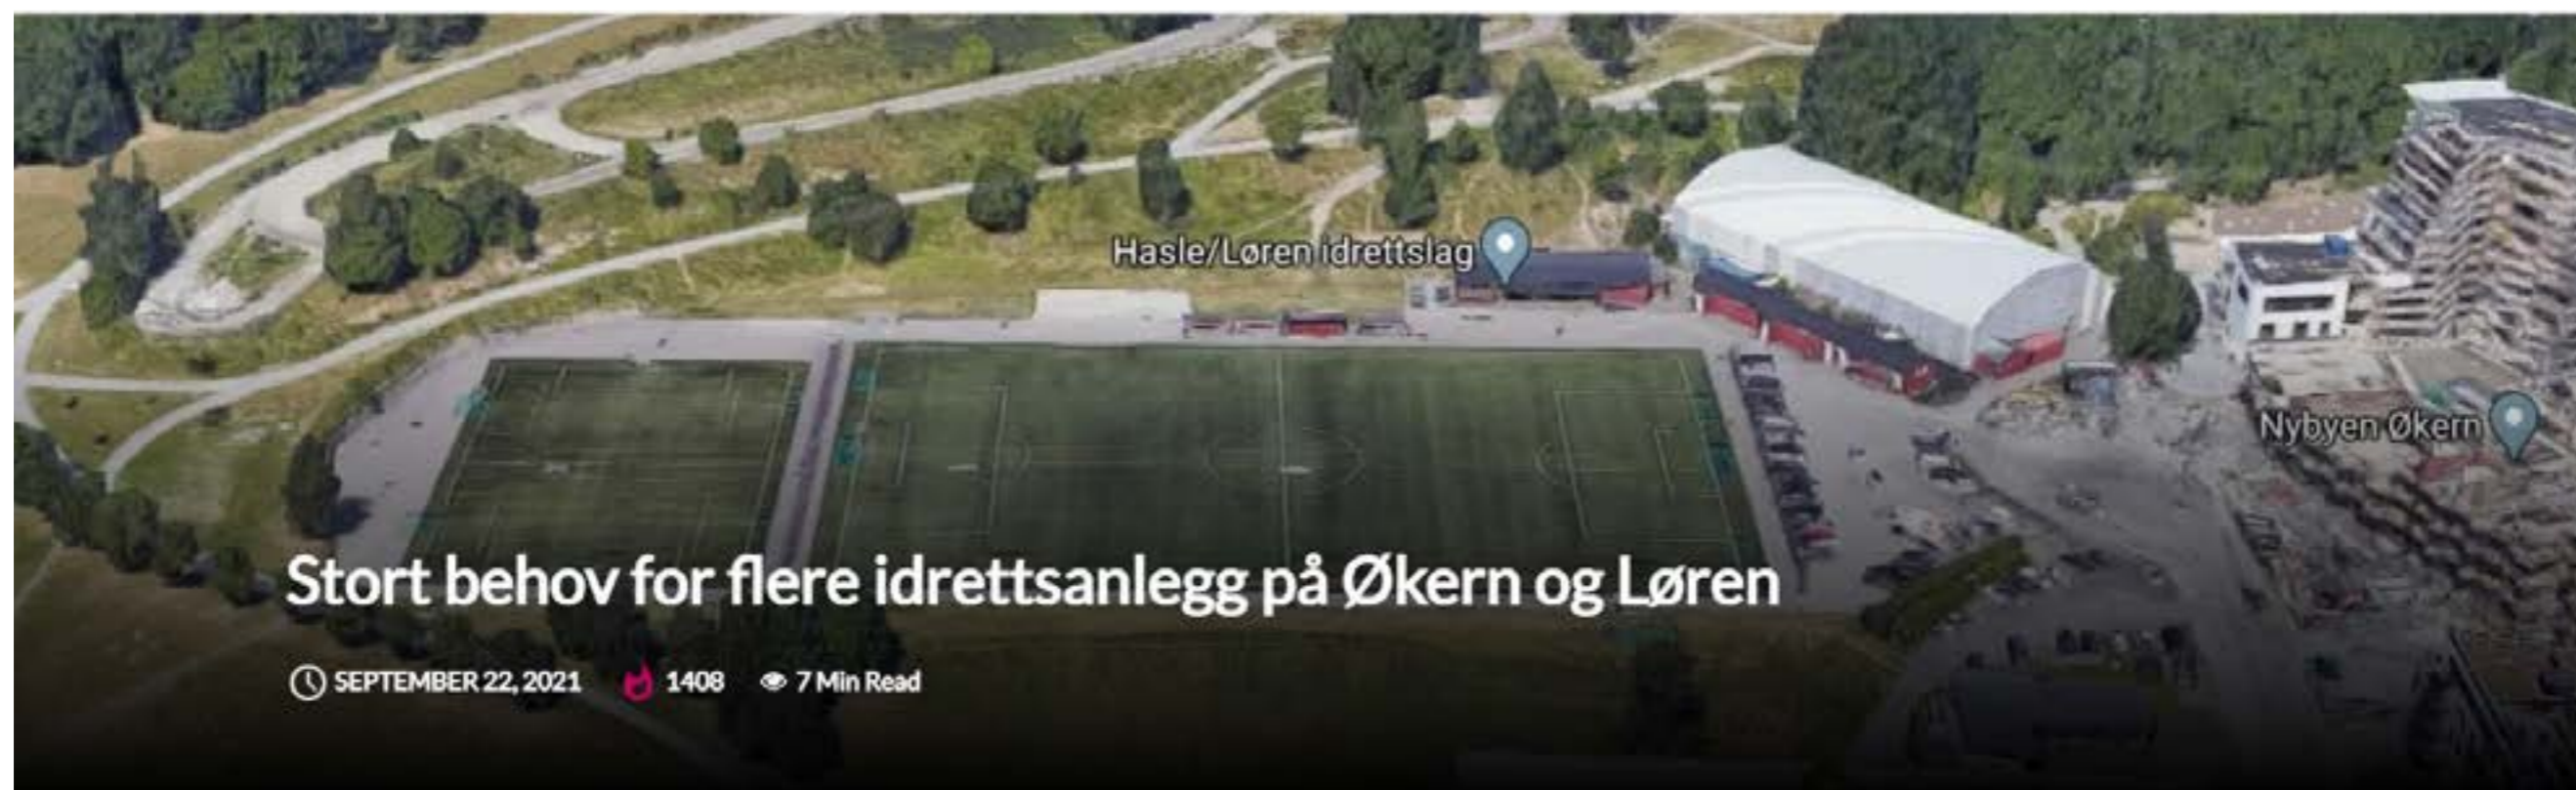 Hasle/Løren idrettslag
Nybyen Økern
Stort behov for flere idrettsanlegg på Økern og Løren
SEPTEMBER 22, 2021 1408 7 Min Read